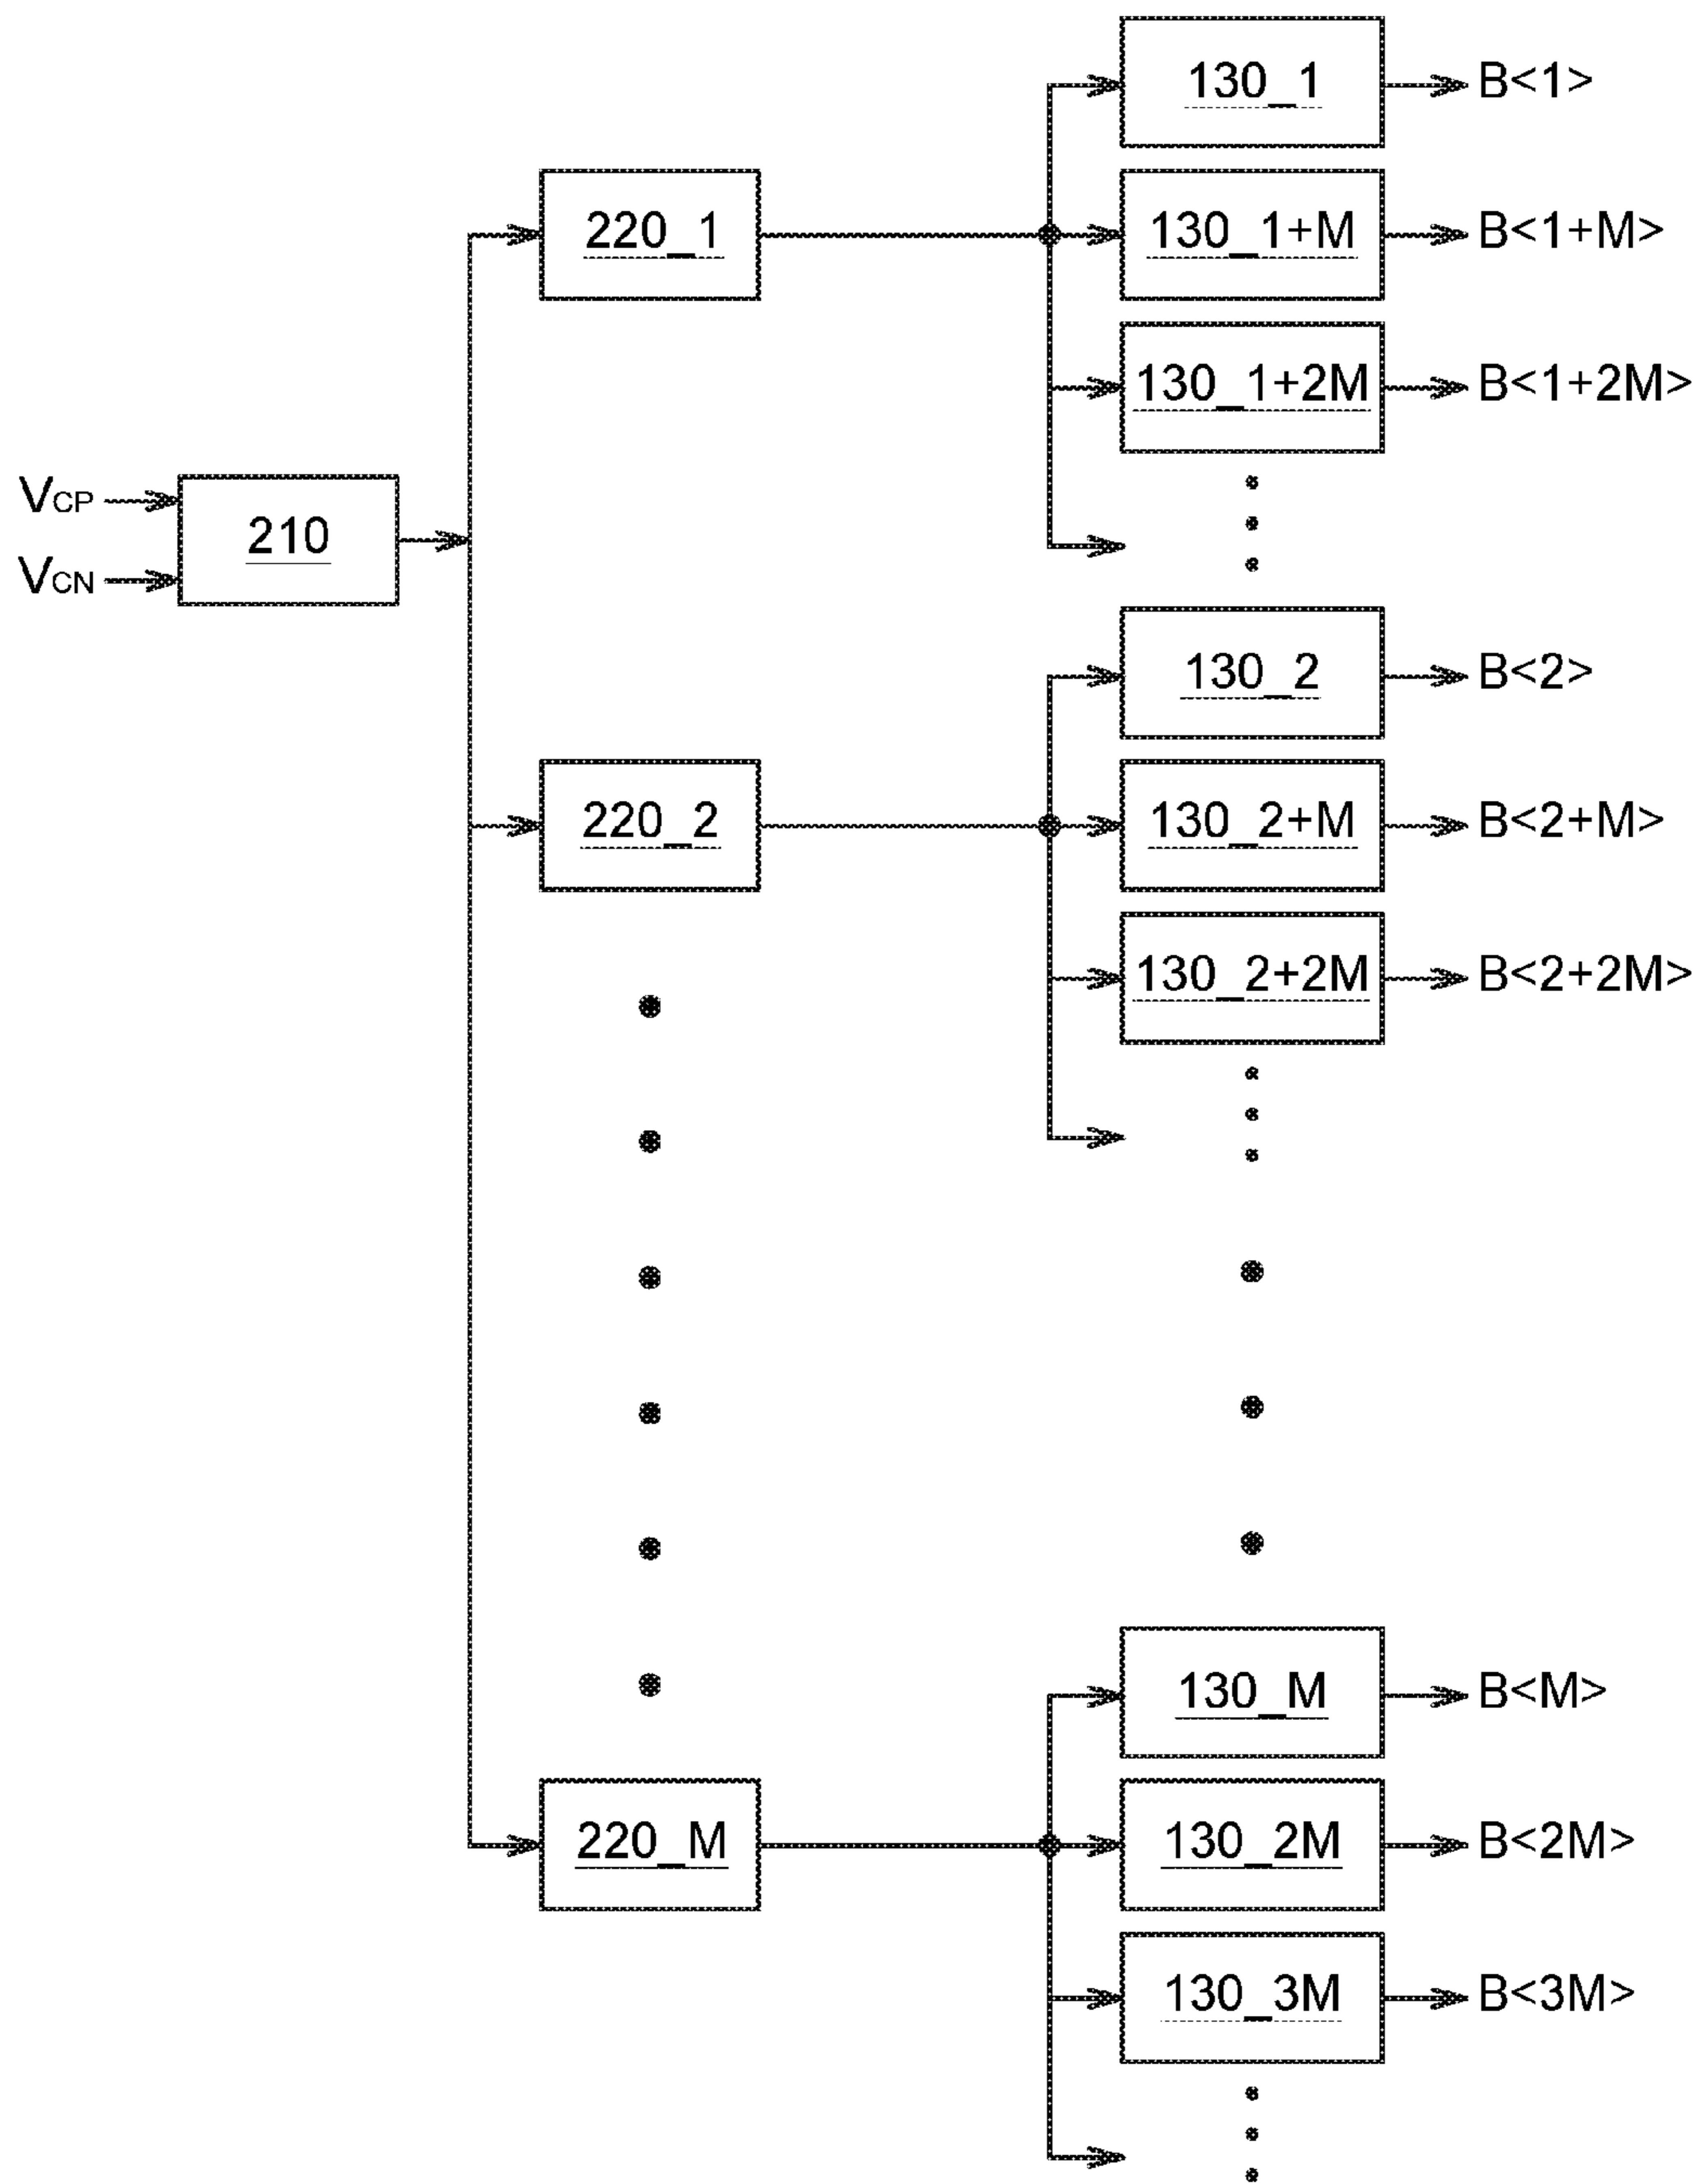 130_1 B<1>
220_1 130_1+M B<1+M>
130_1+2M B<1+2M>
VCP
210
VCN
130_2 B<2>
220_2 130_2+M B<2+M>
130_2+2M B<2+2M>
130_M B<M>
220_M 130_2M B<2M>
130_3M B<3M>